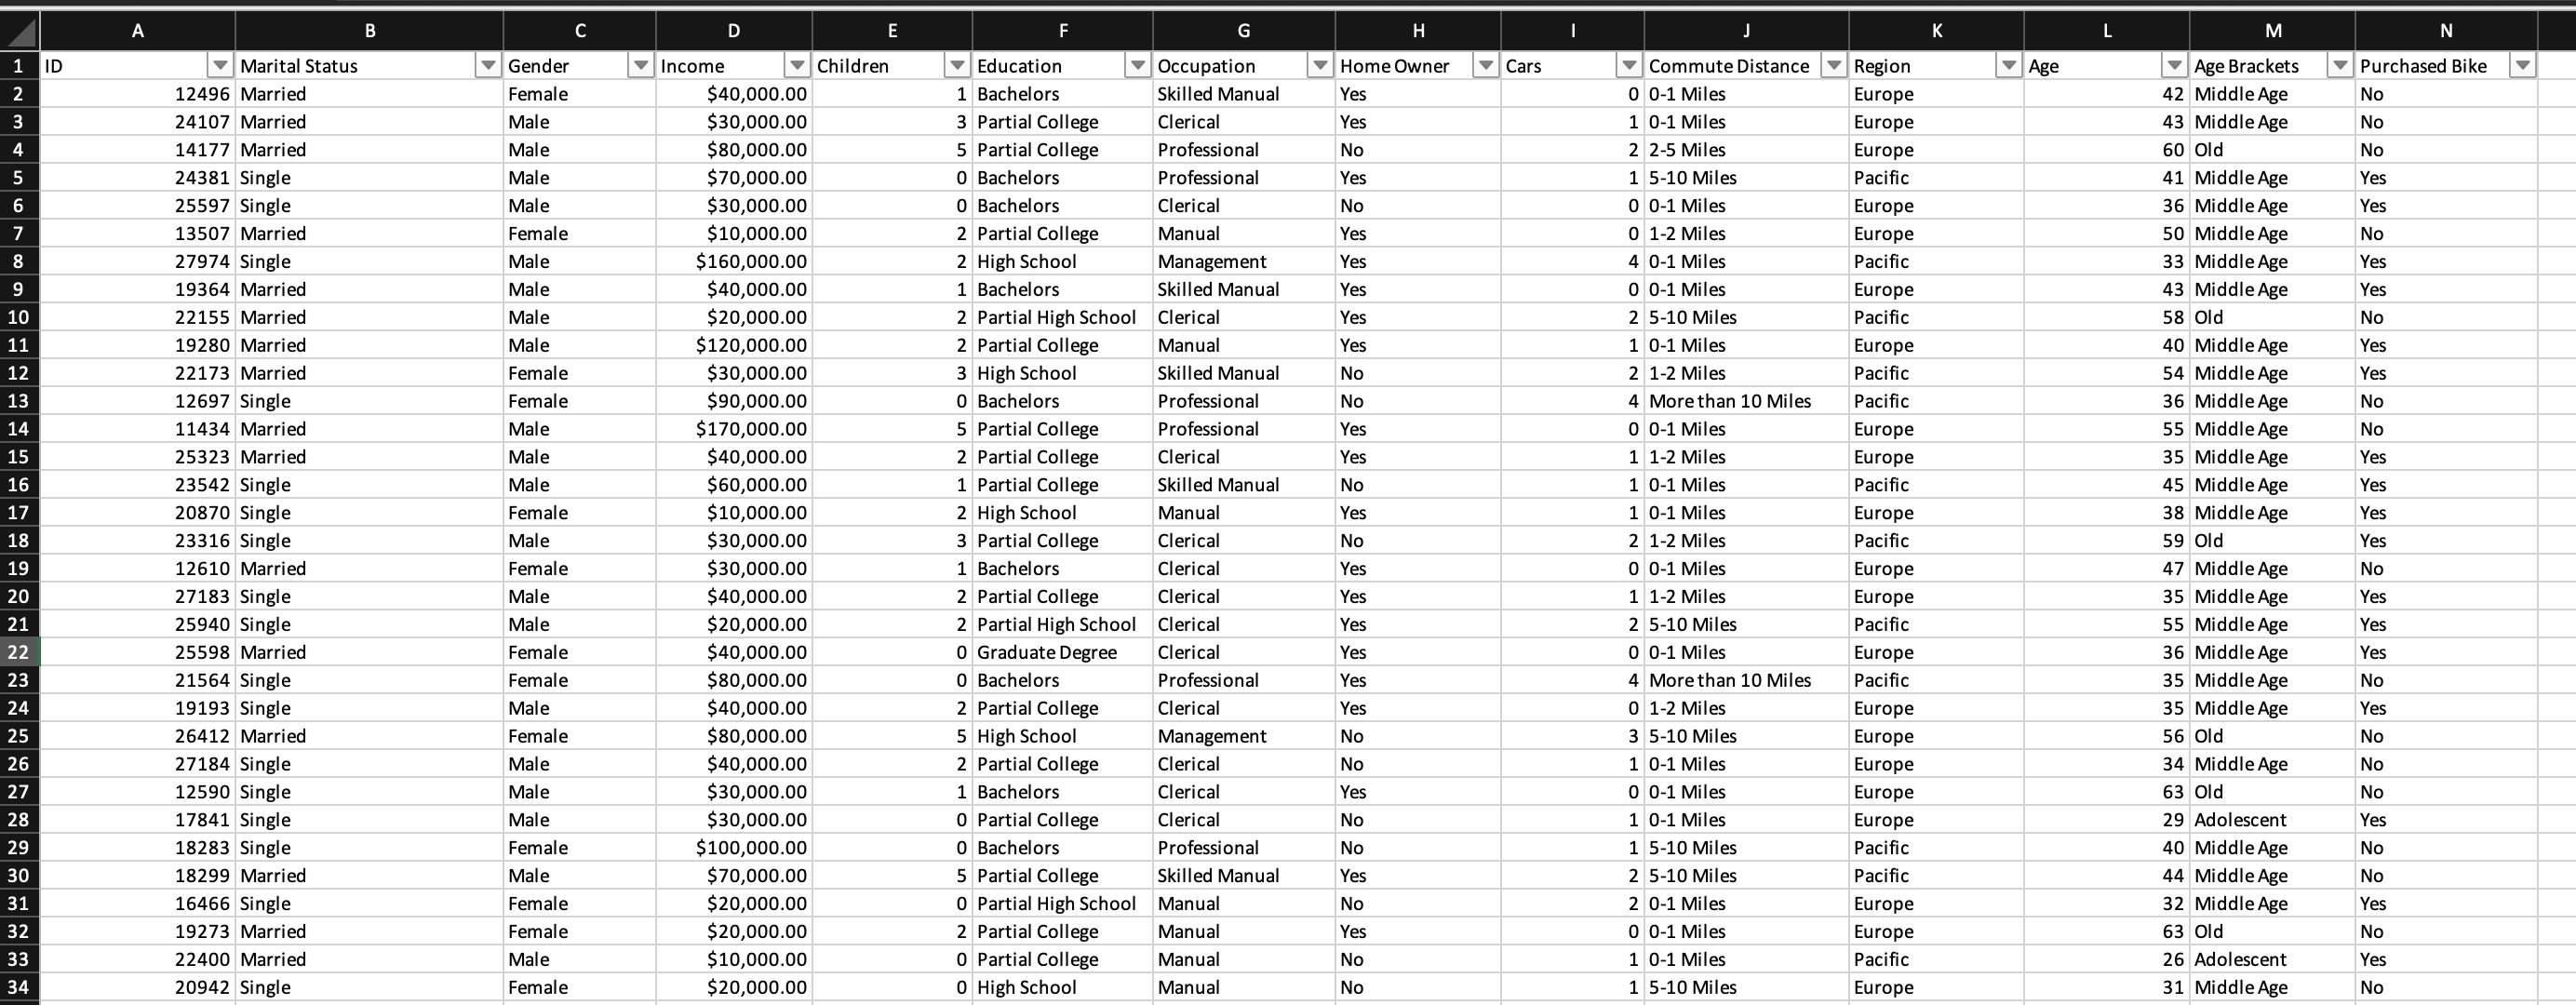 A B C D E F G H I J K L M N
1 ID Marital Status Gender Income Children Education Occupation Home Owner Cars Commute Distance Region Age Age Brackets Purchased Bike
2 12496 Married Female $40,000.00 1 Bachelors Skilled Manual Yes 0 0-1 Miles Europe 42 Middle Age No
3 24107 Married Male $30,000.00 3 Partial College Clerical Yes 1 0-1 Miles Europe 43 Middle Age No
4 14177 Married Male $80,000.00 5 Partial College Professional No 2 2-5 Miles Europe 60 Old No
5 24381 Single Male $70,000.00 0 Bachelors Professional Yes 1 5-10 Miles Pacific 41 Middle Age Yes
6 25597 Single Male $30,000.00 0 Bachelors Clerical No 0 0-1 Miles Europe 36 Middle Age Yes
7 13507 Married Female $10,000.00 2 Partial College Manual Yes 0 1-2 Miles Europe 50 Middle Age No
8 27974 Single Male $160,000.00 2 High School Management Yes 4 0-1 Miles Pacific 33 Middle Age Yes
9 19364 Married Male $40,000.00 1 Bachelors Skilled Manual Yes 0 0-1 Miles Europe 43 Middle Age Yes
10 22155 Married Male $20,000.00 2 Partial High School Clerical Yes 2 5-10 Miles Pacific 58 Old No
11 19280 Married Male $120,000.00 2 Partial College Manual Yes 1 0-1 Miles Europe 40 Middle Age Yes
12 22173 Married Female $30,000.00 3 High School Skilled Manual No 2 1-2 Miles Pacific 54 Middle Age Yes
13 12697 Single Female $90,000.00 0 Bachelors Professional No 4 More than 10 Miles Pacific 36 Middle Age No
14 11434 Married Male $170,000.00 5 Partial College Professional Yes 0 0-1 Miles Europe 55 Middle Age No
15 25323 Married Male $40,000.00 2 Partial College Clerical Yes 1 1-2 Miles Europe 35 Middle Age Yes
16 23542 Single Male $60,000.00 1 Partial College Skilled Manual No 1 0-1 Miles Pacific 45 Middle Age Yes
17 20870 Single Female $10,000.00 2 High School Manual Yes 1 0-1 Miles Europe 38 Middle Age Yes
18 23316 Single Male $30,000.00 3 Partial College Clerical No 2 1-2 Miles Pacific 59 Old Yes
19 12610 Married Female $30,000.00 1 Bachelors Clerical Yes 0 0-1 Miles Europe 47 Middle Age No
20 27183 Single Male $40,000.00 2 Partial College Clerical Yes 1 1-2 Miles Europe 35 Middle Age Yes
21 25940 Single Male $20,000.00 2 Partial High School Clerical Yes 2 5-10 Miles Pacific 55 Middle Age Yes
22 25598 Married Female $40,000.00 0 Graduate Degree Clerical Yes 0 0-1 Miles Europe 36 Middle Age Yes
23 21564 Single Female $80,000.00 0 Bachelors Professional Yes 4 More than 10 Miles Pacific 35 Middle Age No
24 19193 Single Male $40,000.00 2 Partial College Clerical Yes 0 1-2 Miles Europe 35 Middle Age Yes
25 26412 Married Female $80,000.00 5 High School Management No 3 5-10 Miles Europe 56 Old No
26 27184 Single Male $40,000.00 2 Partial College Clerical No 1 0-1 Miles Europe 34 Middle Age No
27 12590 Single Male $30,000.00 1 Bachelors Clerical Yes 0 0-1 Miles Europe 63 Old No
28 17841 Single Male $30,000.00 0 Partial College Clerical No 1 0-1 Miles Europe 29 Adolescent Yes
29 18283 Single Female $100,000.00 0 Bachelors Professional No 1 5-10 Miles Pacific 40 Middle Age No
30 18299 Married Male $70,000.00 5 Partial College Skilled Manual Yes 2 5-10 Miles Pacific 44 Middle Age No
31 16466 Single Female $20,000.00 0 Partial High School Manual No 2 0-1 Miles Europe 32 Middle Age Yes
32 19273 Married Female $20,000.00 2 Partial College Manual Yes 0 0-1 Miles Europe 63 Old No
33 22400 Married Male $10,000.00 0 Partial College Manual No 1 0-1 Miles Pacific 26 Adolescent Yes
34 20942 Single Female $20,000.00 0 High School Manual No 1 5-10 Miles Europe 31 Middle Age No